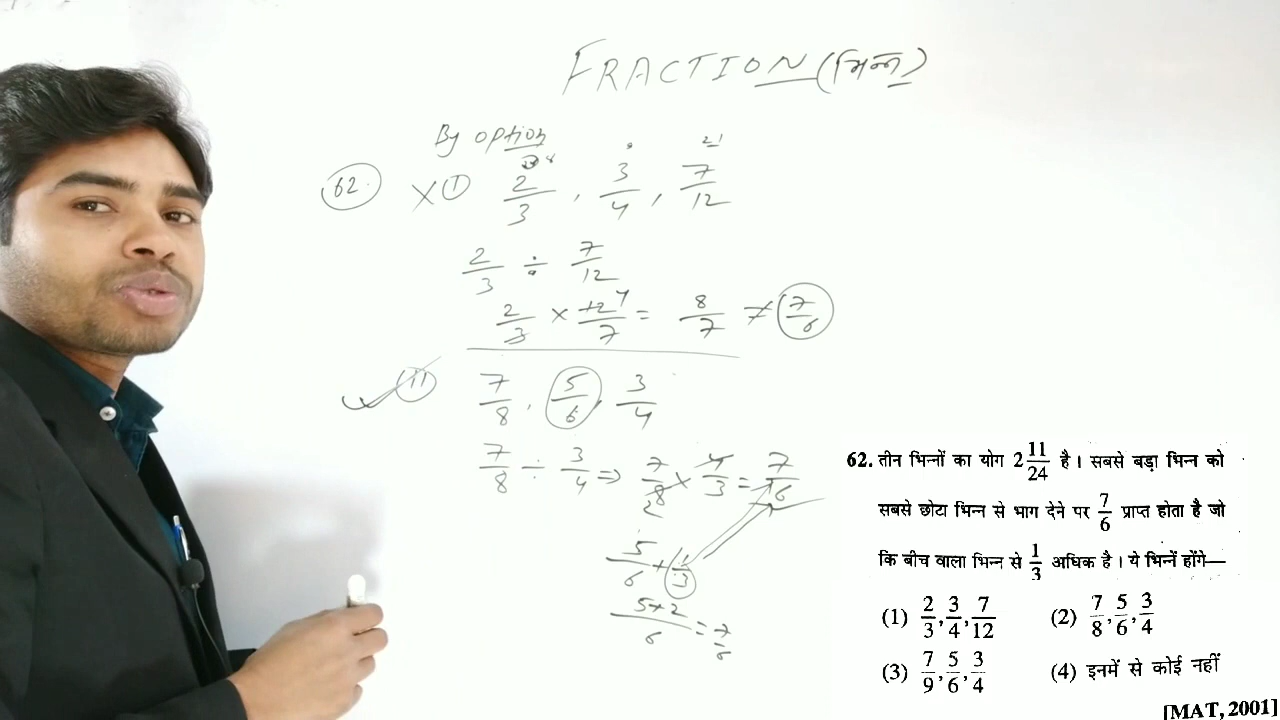 FRACTION (भिन्न)
By option
62. × (1) 2/3, 3/4, 7/12
2/3 ÷ 7/12
2/3 × 12/7 = 8/7 ≠ 7/6
(11) 7/8, 5/6, 3/4
7/8 ÷ 3/4 ⇒ 7/8 × 4/3 = 7/6
2
5/6 + 1/3
5+2/6 = 7/6
62. तीन भिन्नों का योग 2 11/24 है। सबसे बड़ा भिन्न को
सबसे छोटा भिन्न से भाग देने पर 7/6 प्राप्त होता है जो
कि बीच वाला भिन्न से 1/3 अधिक है। ये भिन्नें होंगे—
(1) 2/3, 3/4, 7/12 (2) 7/8, 5/6, 3/4
(3) 7/9, 5/6, 3/4 (4) इनमें से कोई नहीं
[MAT, 2001]